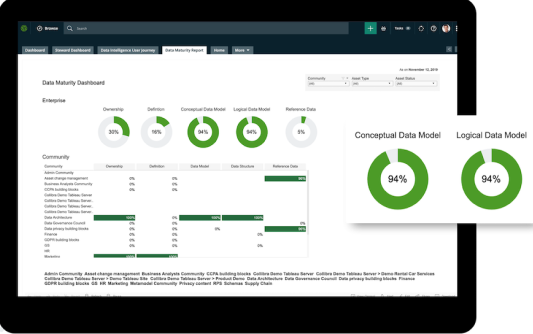 Browse
Search
Tasks
Dashboard Steward Dashboard Data Intelligence User journey Data Maturity Report Home More
As on November 12, 2019
Data Maturity Dashboard
Community Asset Type Asset Status
(All) (All) (All)
Enterprise
Ownership Definition Conceptual Data Model Logical Data Model Reference Data
30% 16% 94% 94% 5%
Conceptual Data Model Logical Data Model
94% 94%
Community
Community Ownership Definition Data Model Data Structure Reference Data
Admin Community
Asset change management 0% 0%
Business Analysts Community 0% 0%
CCPA building blocks 0% 0%
Collibra Demo Tableau Server
Collibra Demo Tableau Server..
Collibra Demo Tableau Server..
Data Architecture 100% 0% 100% 100%
Data Governance Council 0% 0% 0%
Data privacy building blocks 0% 0% 0%
Finance 0% 0% 0%
GDPR building blocks 0% 0%
GS 0% 0% 0%
HR
Marketing 100% 100%
Admin Community Asset change management Business Analysts Community CCPA building blocks Collibra Demo Tableau Server Collibra Demo Tableau Server > Demo Rental Car Services
Collibra Demo Tableau Server > Demo Tableau Site Collibra Demo Tableau Server > Product Demo Data Architecture Data Governance Council Data privacy building blocks Finance
GDPR building blocks GS HR Marketing Metamodel Community Privacy content RPS Schemas Supply Chain